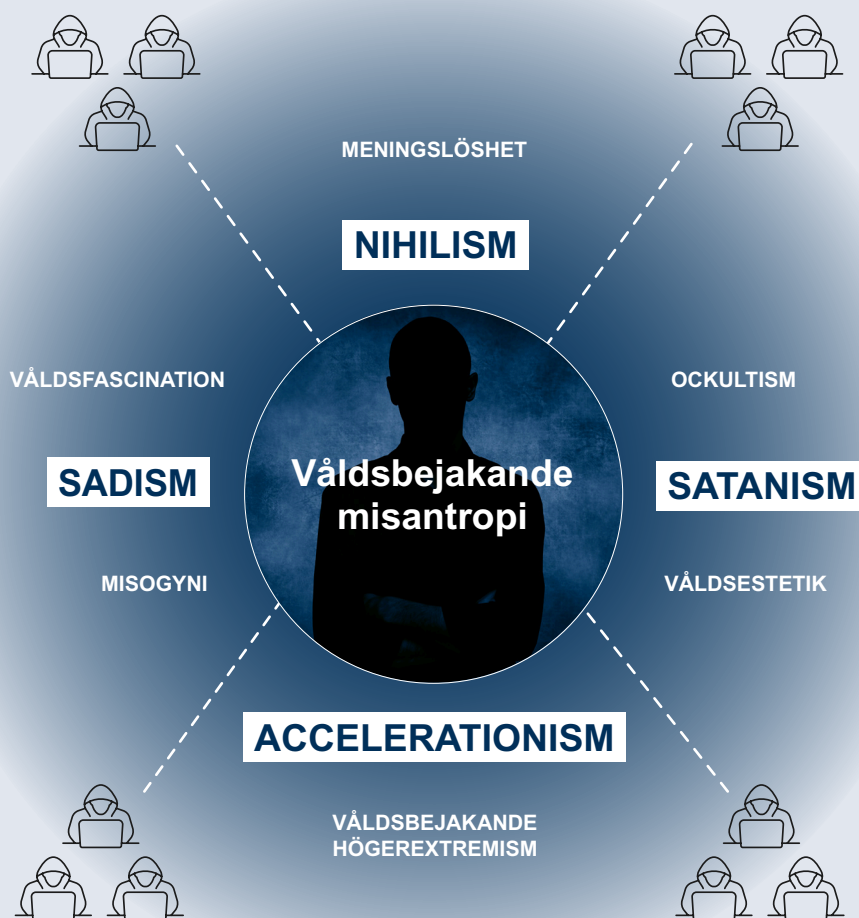 MENINGSLÖSHET
NIHILISM
VÅLDSFASCINATION
OCKULTISM
SADISM
Våldsbejakande
misantropi
SATANISM
MISOGYNI
VÅLDSESTETIK
ACCELERATIONISM
VÅLDSBEJAKANDE
HÖGEREXTREMISM